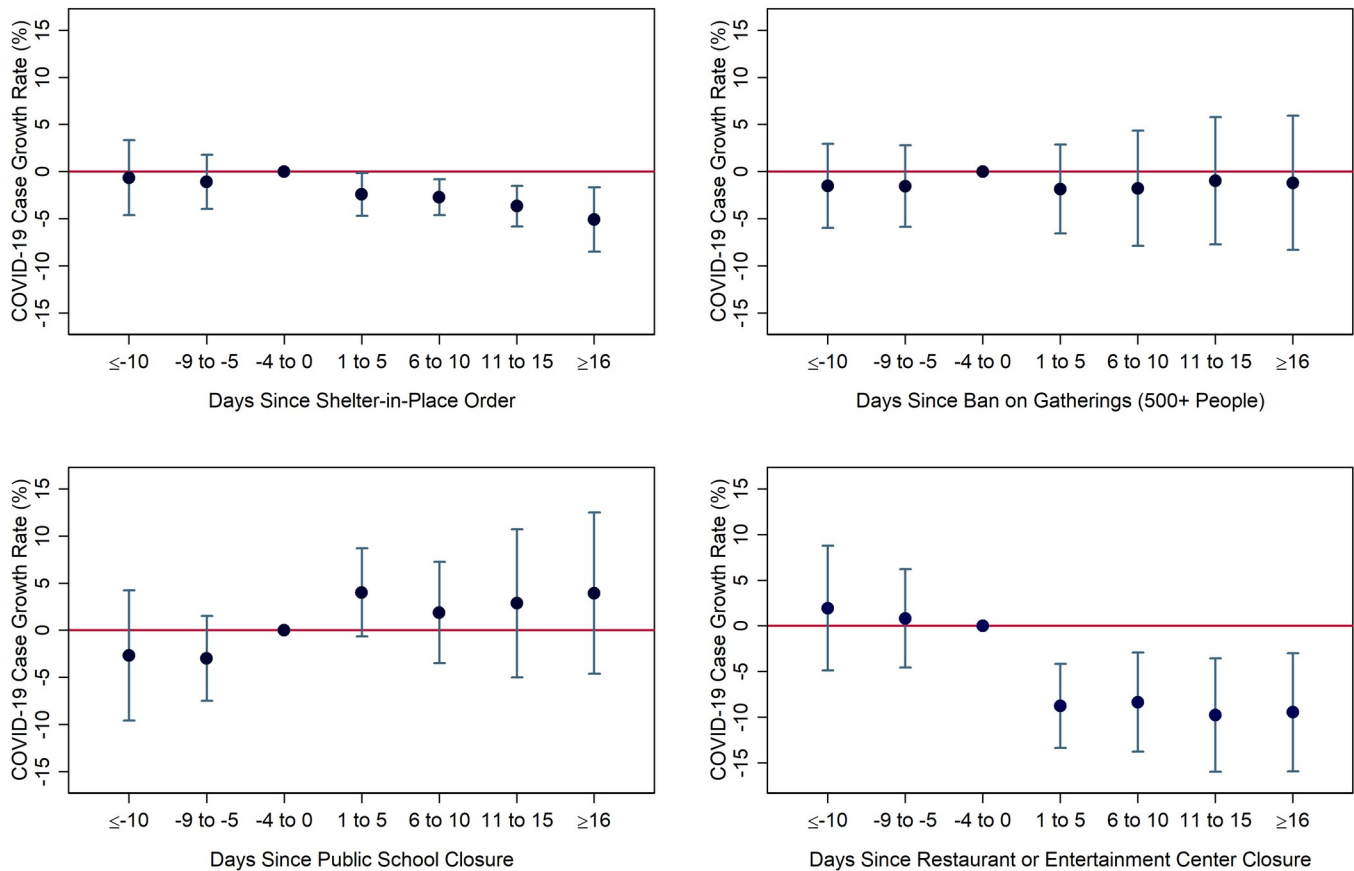 COVID-19 Case Growth Rate (%)
15
10
5
0
-5
-10
-15
≤-10 -9 to -5 -4 to 0 1 to 5 6 to 10 11 to 15 ≥16
Days Since Shelter-in-Place Order
COVID-19 Case Growth Rate (%)
15
10
5
0
-5
-10
-15
≤-10 -9 to -5 -4 to 0 1 to 5 6 to 10 11 to 15 ≥16
Days Since Ban on Gatherings (500+ People)
COVID-19 Case Growth Rate (%)
15
10
5
0
-5
-10
-15
≤-10 -9 to -5 -4 to 0 1 to 5 6 to 10 11 to 15 ≥16
Days Since Public School Closure
COVID-19 Case Growth Rate (%)
15
10
5
0
-5
-10
-15
≤-10 -9 to -5 -4 to 0 1 to 5 6 to 10 11 to 15 ≥16
Days Since Restaurant or Entertainment Center Closure